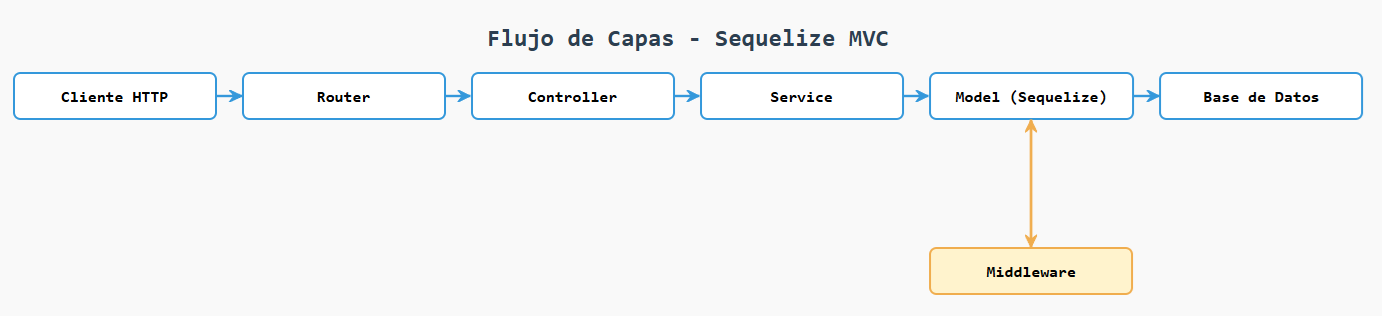 Flujo de Capas - Sequelize MVC
Cliente HTTP
Router
Controller
Service
Model (Sequelize)
Base de Datos
Middleware